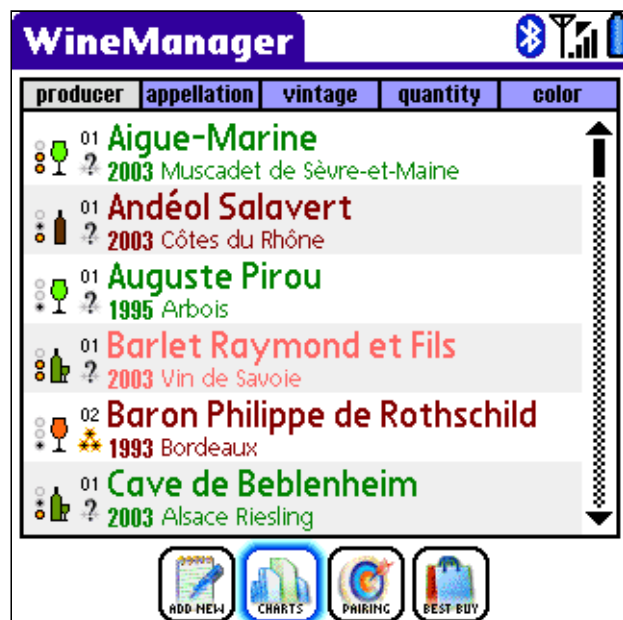 WineManager
producer appellation vintage quantity color
01 Aigue-Marine
? 2003 Muscadet de Sèvre-et-Maine
01 Andéol Salavert
? 2003 Côtes du Rhône
01 Auguste Pirou
? 1995 Arbois
01 Barlet Raymond et Fils
? 2003 Vin de Savoie
02 Baron Philippe de Rothschild
1993 Bordeaux
01 Cave de Beblenheim
? 2003 Alsace Riesling
ADD NEW CHARTS PAIRING BEST BUY